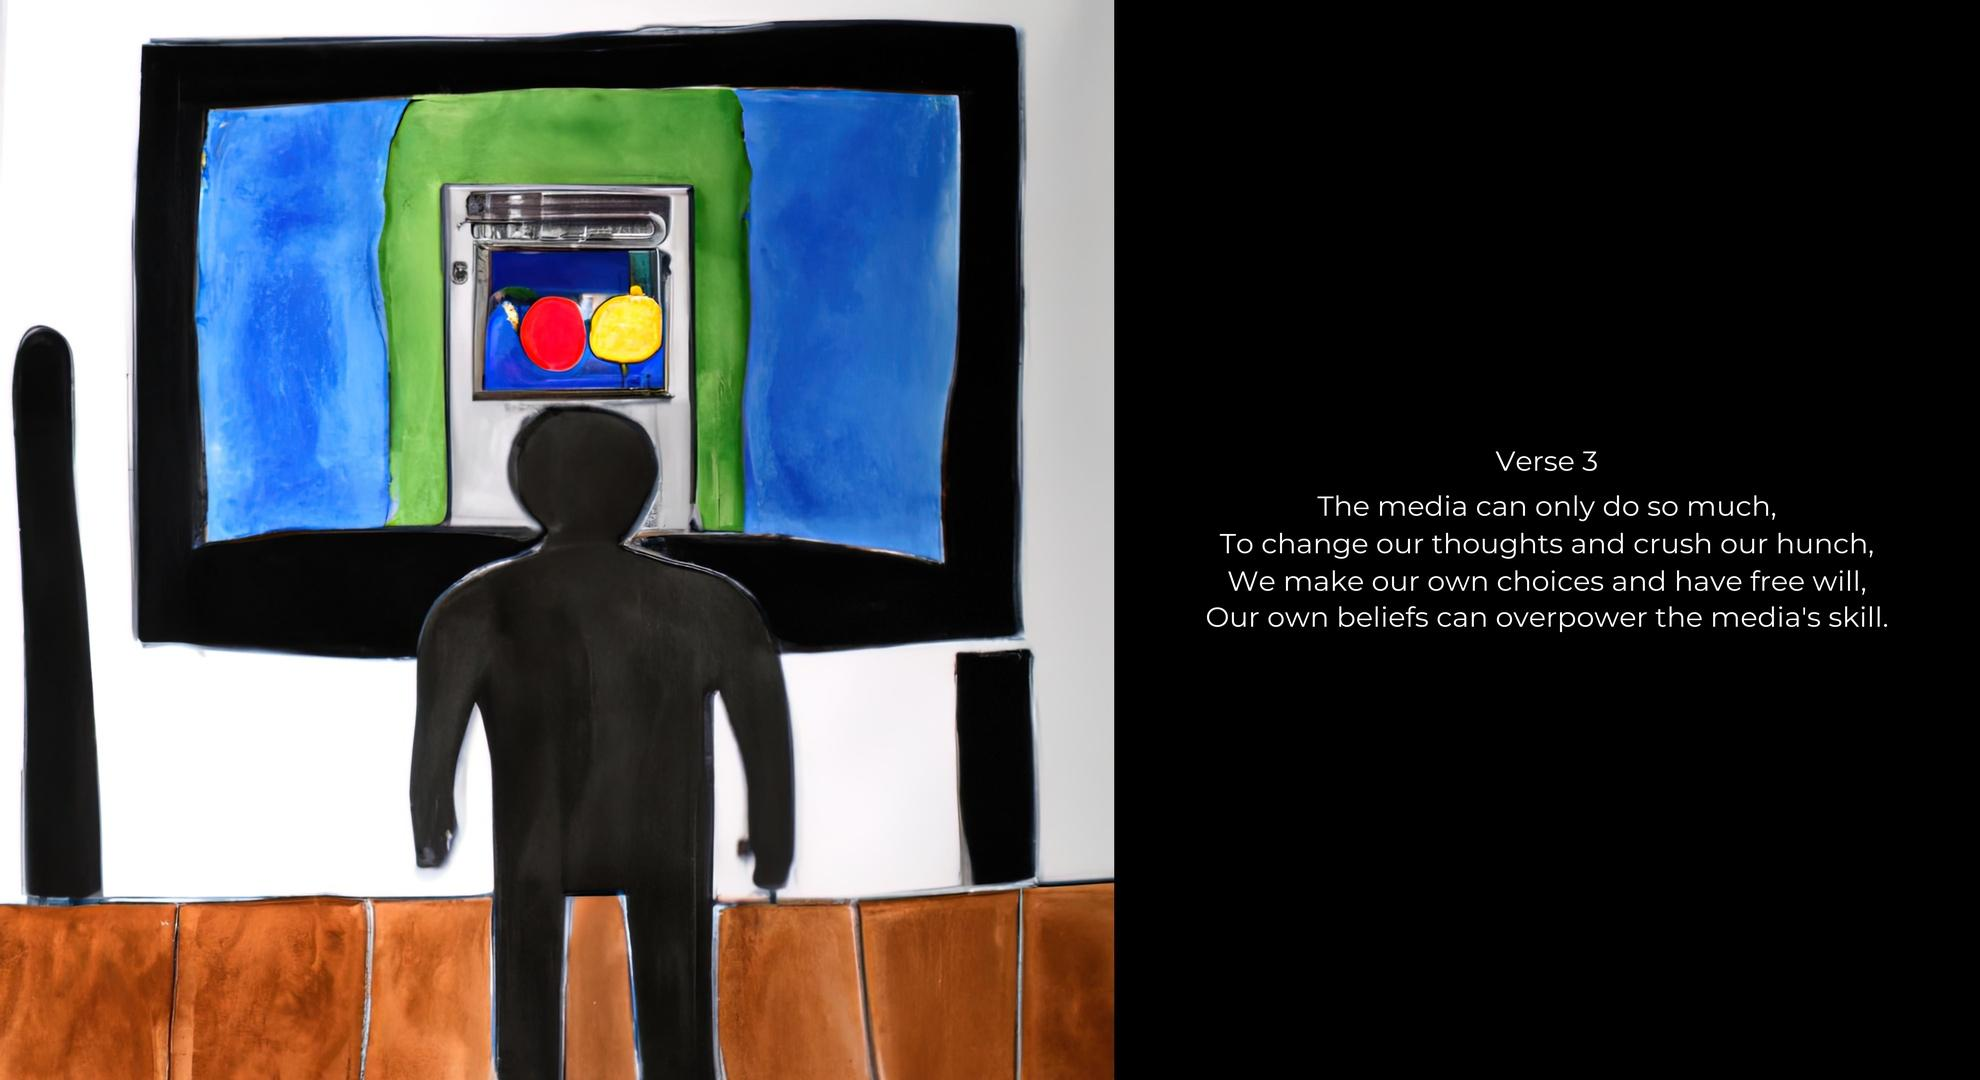 Verse 3
The media can only do so much,
To change our thoughts and crush our hunch,
We make our own choices and have free will,
Our own beliefs can overpower the media's skill.